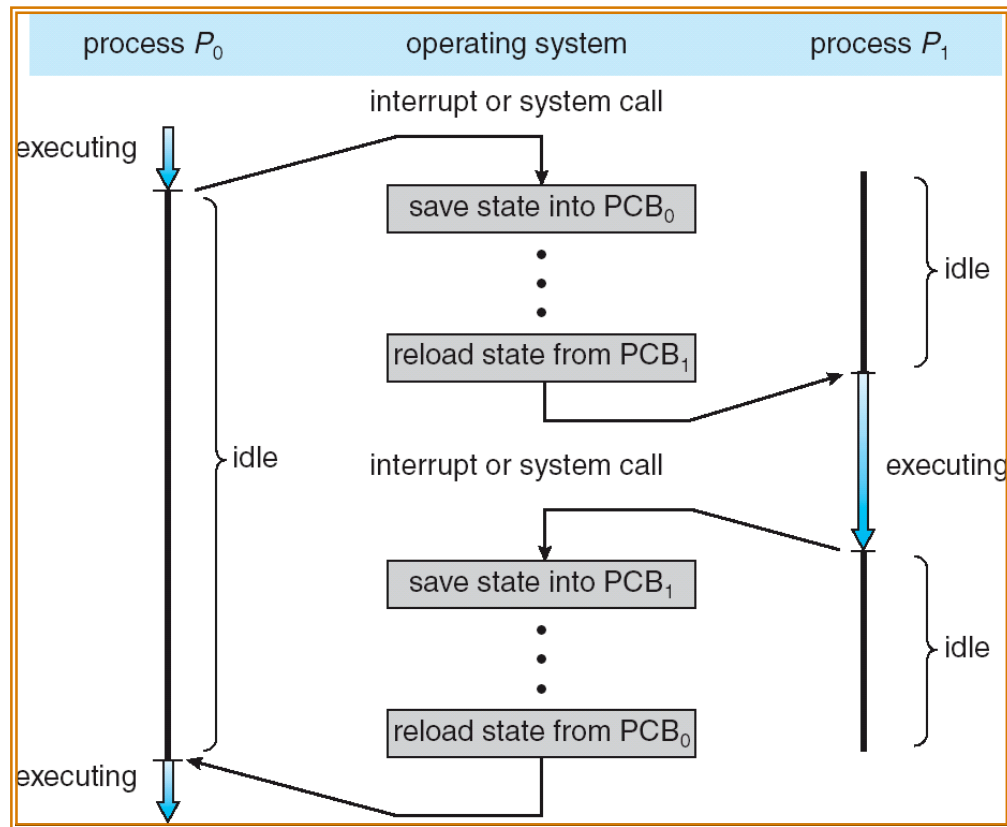 process P₀ operating system process P₁
interrupt or system call
executing
save state into PCB₀
idle
reload state from PCB₁
idle
interrupt or system call
executing
save state into PCB₁
idle
reload state from PCB₀
executing